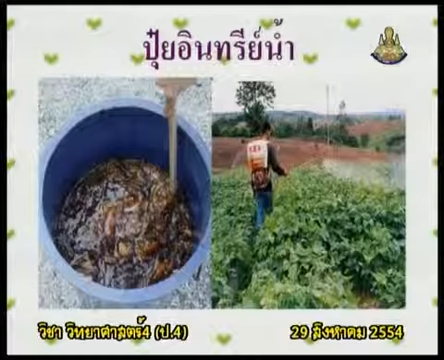 ปุ๋ยอินทรีย์น้ำ
วิชา วิทยาศาสตร์4 (ป.4)
29 สิงหาคม 2554